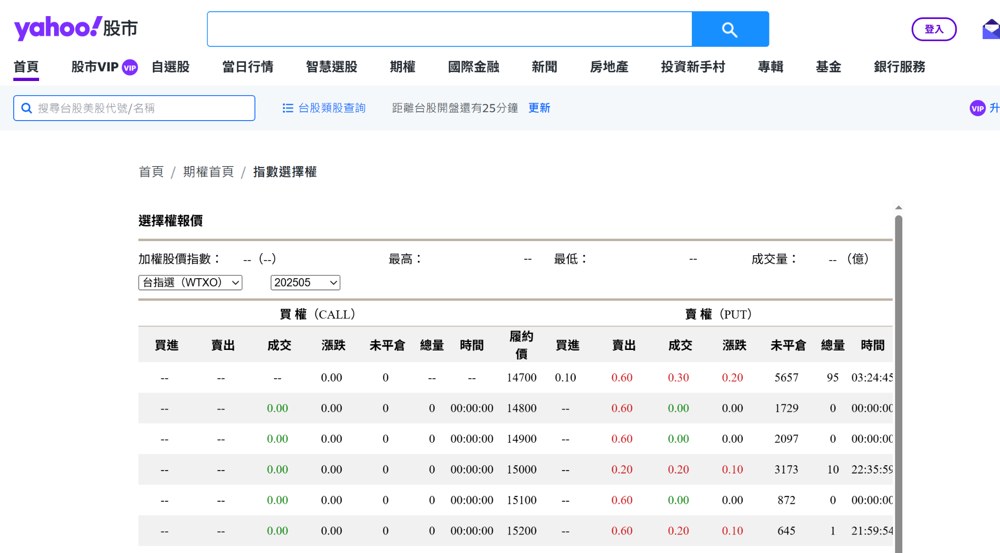 yahoo!股市
登入
首頁 股市VIP VIP 自選股 當日行情 智慧選股 期權 國際金融 新聞 房地產 投資新手村 專輯 基金 銀行服務
搜尋台股美股代號/名稱 台股類股查詢 距離台股開盤還有25分鐘 更新 VIP 升
首頁 / 期權首頁 / 指數選擇權
選擇權報價
加權股價指數： --（--） 最高： -- 最低： -- 成交量： --（億）
台指選（WTXO） 202505
買 權（CALL） 賣 權（PUT）
買進 賣出 成交 漲跌 未平倉 總量 時間 履約價 買進 賣出 成交 漲跌 未平倉 總量 時間
-- -- -- 0.00 0 -- -- 14700 0.10 0.60 0.30 0.20 5657 95 03:24:45
-- -- 0.00 0.00 0 0 00:00:00 14800 -- 0.60 0.00 0.00 1729 0 00:00:00
-- -- 0.00 0.00 0 0 00:00:00 14900 -- 0.60 0.00 0.00 2097 0 00:00:00
-- -- 0.00 0.00 0 0 00:00:00 15000 -- 0.20 0.20 0.10 3173 10 22:35:59
-- -- 0.00 0.00 0 0 00:00:00 15100 -- 0.60 0.00 0.00 872 0 00:00:00
-- -- 0.00 0.00 0 0 00:00:00 15200 -- 0.60 0.20 0.10 645 1 21:59:54